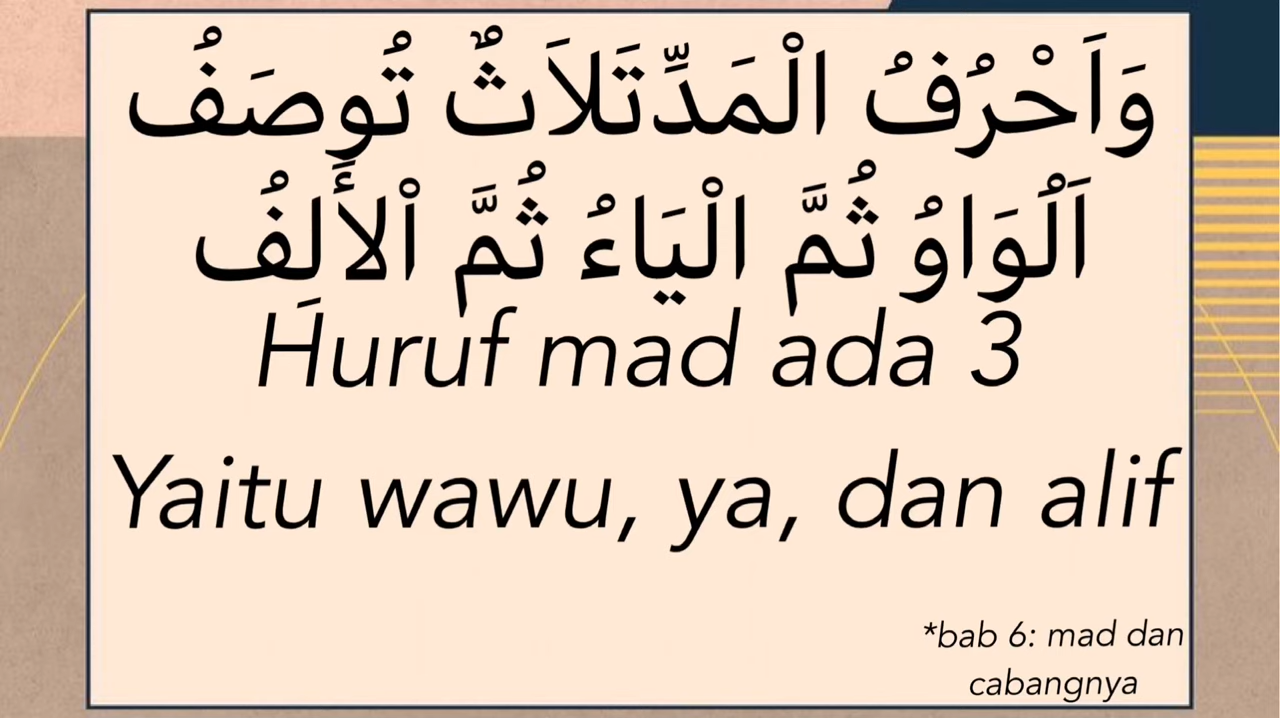 وَاَحْرُفُ الْمَدِّتَلاَثٌ تُوصَفُ
اَلُوَاوُ ثُمَّ الْيَاءُ ثُمَّ اْلأَلِفُ
Huruf mad ada 3
Yaitu wawu, ya, dan alif
*bab 6: mad dan
cabangnya